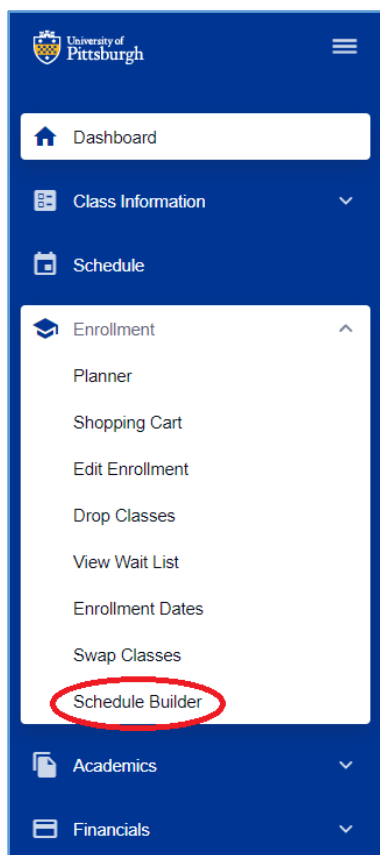 University of
Pittsburgh
Dashboard
Class Information
Schedule
Enrollment
Planner
Shopping Cart
Edit Enrollment
Drop Classes
View Wait List
Enrollment Dates
Swap Classes
Schedule Builder
Academics
Financials